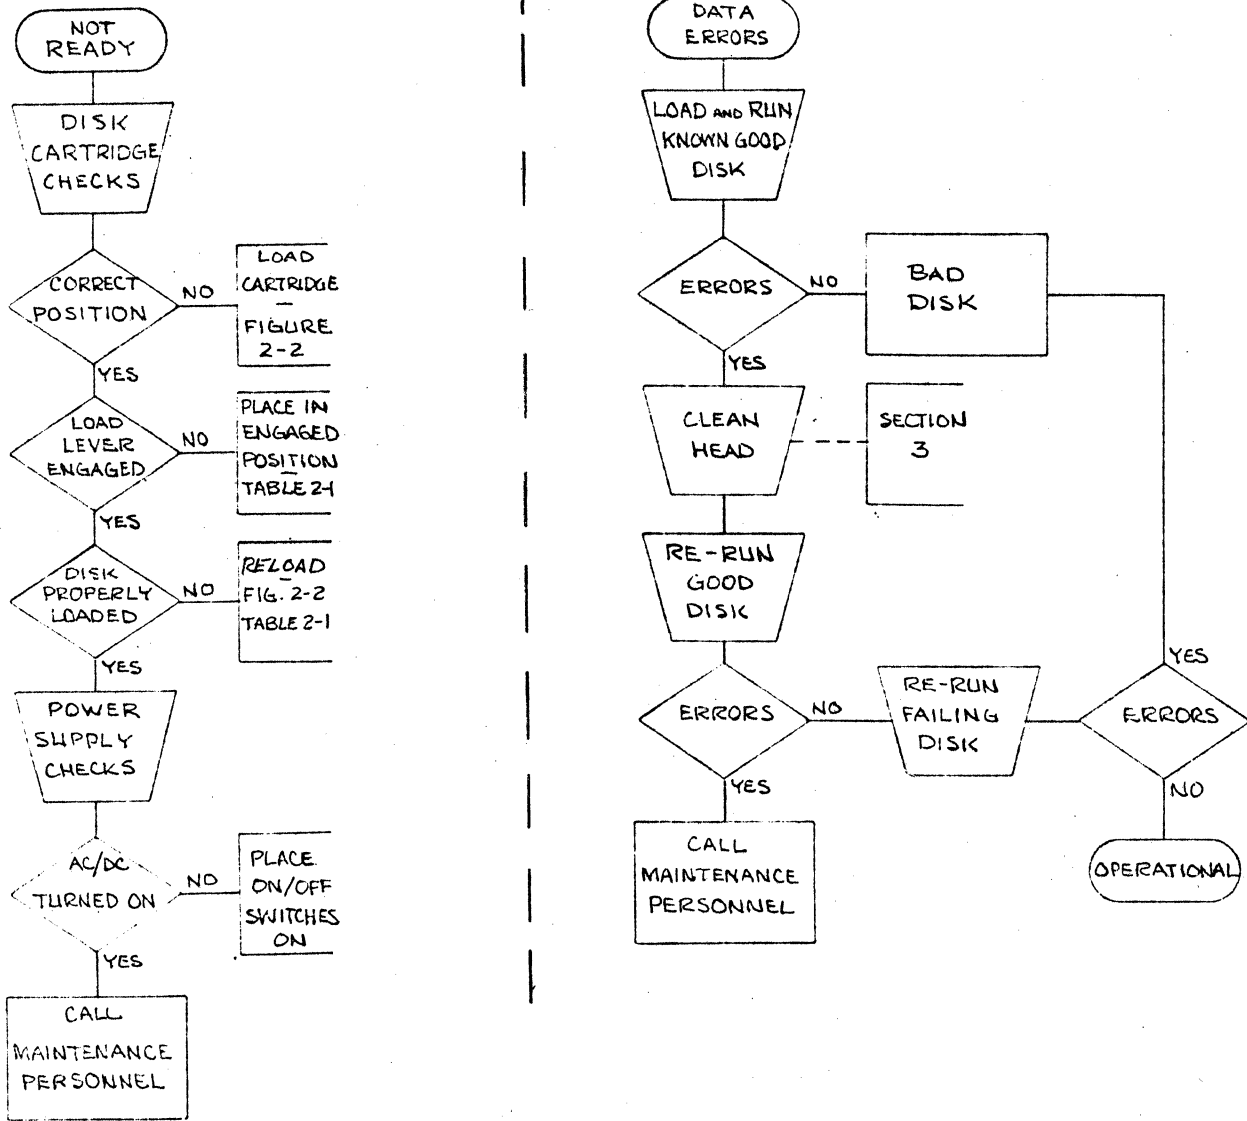 NOT
READY
DISK
CARTRIDGE
CHECKS
CORRECT
POSITION
NO
LOAD
CARTRIDGE
—
FIGURE
2-2
YES
LOAD
LEVER
ENGAGED
NO
PLACE IN
ENGAGED
POSITION
—
TABLE 2-1
YES
DISK
PROPERLY
LOADED
NO
RELOAD
—
FIG. 2-2
TABLE 2-1
YES
POWER
SUPPLY
CHECKS
AC/DC
TURNED ON
NO
PLACE
ON/OFF
SWITCHES
ON
YES
CALL
MAINTENANCE
PERSONNEL
DATA
ERRORS
LOAD AND RUN
KNOWN GOOD
DISK
ERRORS
NO
BAD
DISK
YES
CLEAN
HEAD
SECTION
3
RE-RUN
GOOD
DISK
ERRORS
NO
RE-RUN
FAILING
DISK
ERRORS
YES
NO
OPERATIONAL
YES
CALL
MAINTENANCE
PERSONNEL